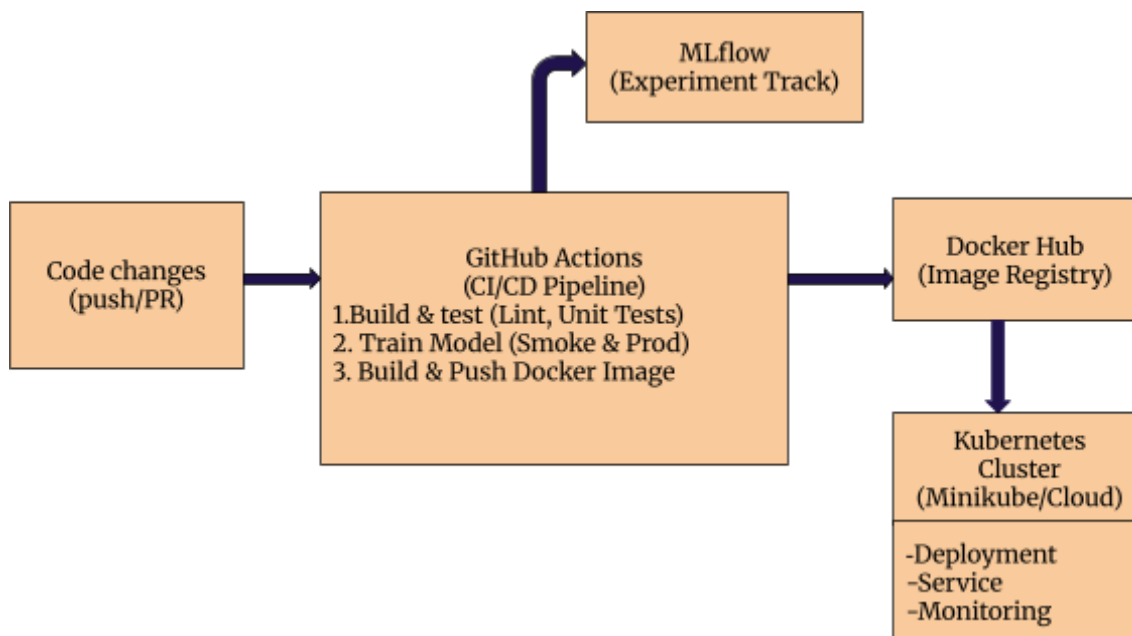 MLflow
(Experiment Track)
Code changes
(push/PR)
GitHub Actions
(CI/CD Pipeline)
1.Build & test (Lint, Unit Tests)
2. Train Model (Smoke & Prod)
3. Build & Push Docker Image
Docker Hub
(Image Registry)
Kubernetes
Cluster
(Minikube/Cloud)
-Deployment
-Service
-Monitoring